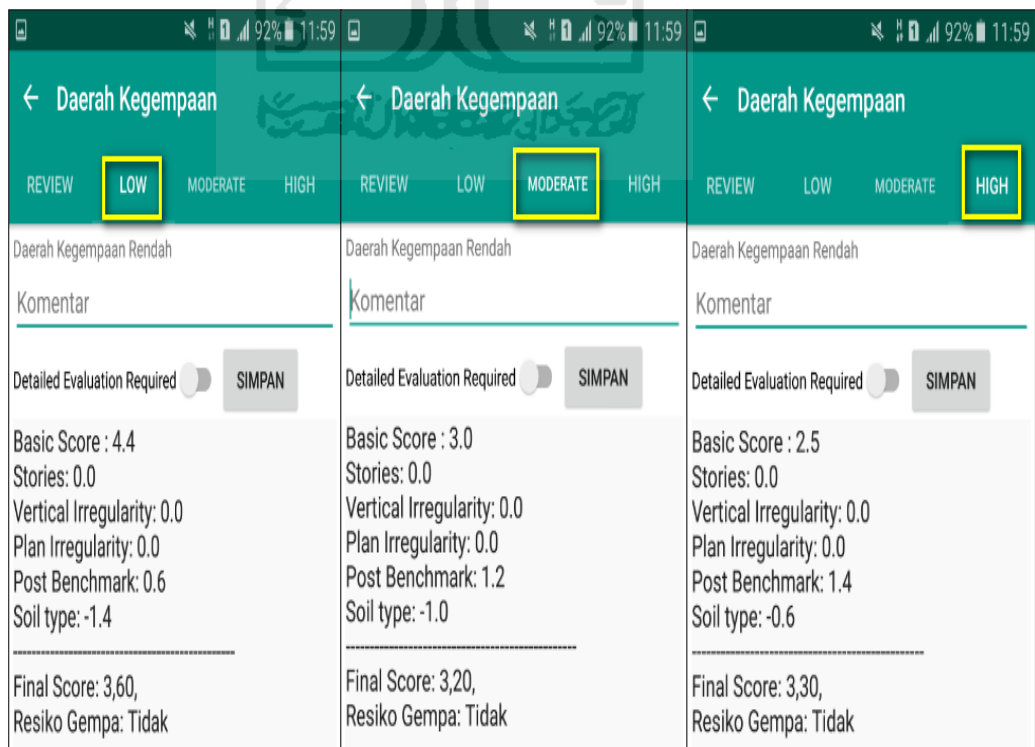 92% 11:59
Daerah Kegempaan
REVIEW LOW MODERATE HIGH
Daerah Kegempaan Rendah
Komentar
Detailed Evaluation Required SIMPAN
Basic Score : 4.4
Stories: 0.0
Vertical Irregularity: 0.0
Plan Irregularity: 0.0
Post Benchmark: 0.6
Soil type: -1.4
------------------------------------------------
Final Score: 3,60,
Resiko Gempa: Tidak
92% 11:59
Daerah Kegempaan
REVIEW LOW MODERATE HIGH
Daerah Kegempaan Rendah
Komentar
Detailed Evaluation Required SIMPAN
Basic Score : 3.0
Stories: 0.0
Vertical Irregularity: 0.0
Plan Irregularity: 0.0
Post Benchmark: 1.2
Soil type: -1.0
------------------------------------------------
Final Score: 3,20,
Resiko Gempa: Tidak
92% 11:59
Daerah Kegempaan
REVIEW LOW MODERATE HIGH
Daerah Kegempaan Rendah
Komentar
Detailed Evaluation Required SIMPAN
Basic Score : 2.5
Stories: 0.0
Vertical Irregularity: 0.0
Plan Irregularity: 0.0
Post Benchmark: 1.4
Soil type: -0.6
------------------------------------------------
Final Score: 3,30,
Resiko Gempa: Tidak